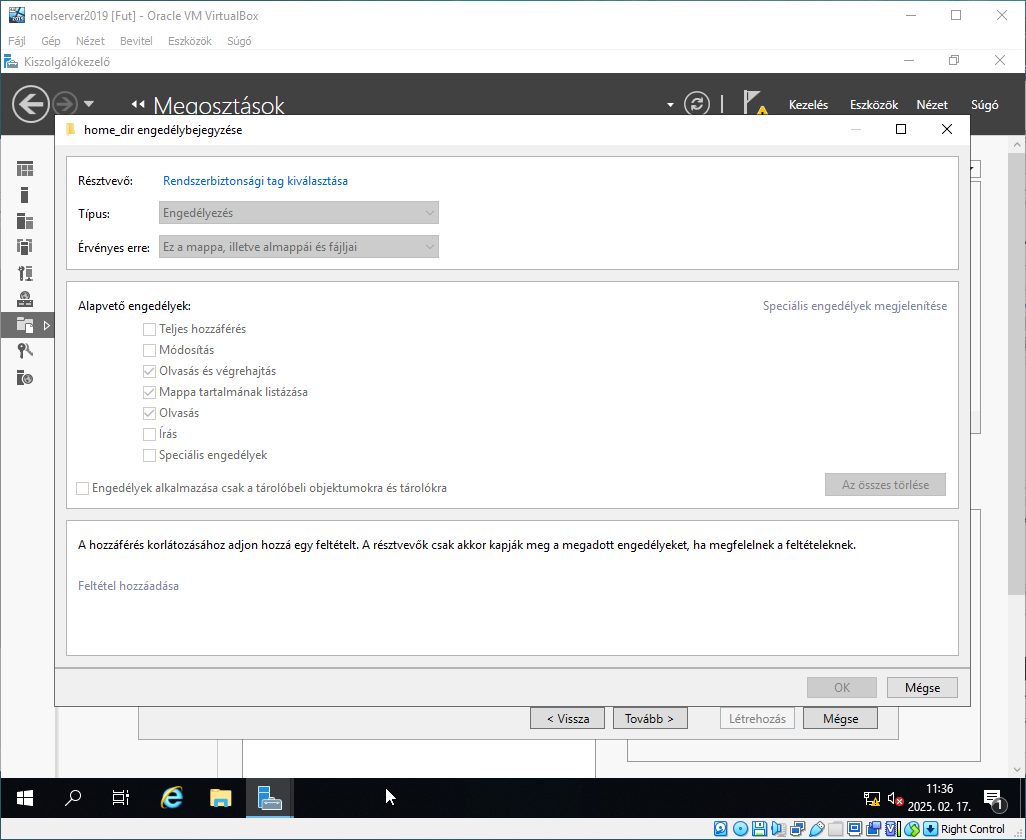 noelserver2019 [Fut] - Oracle VM VirtualBox
Fájl Gép Nézet Bevitel Eszközök Súgó
Kiszolgálókezelő
Megosztások
Kezelés Eszközök Nézet Súgó
home_dir engedélybejegyzése
Résztvevő: Rendszerbiztonsági tag kiválasztása
Típus: Engedélyezés
Érvényes erre: Ez a mappa, illetve almappái és fájljai
Alapvető engedélyek: Speciális engedélyek megjelenítése
Teljes hozzáférés
Módosítás
Olvasás és végrehajtás
Mappa tartalmának listázása
Olvasás
Írás
Speciális engedélyek
Engedélyek alkalmazása csak a tárolóbeli objektumokra és tárolókra
Az összes törlése
A hozzáférés korlátozásához adjon hozzá egy feltételt. A résztvevők csak akkor kapják meg a megadott engedélyeket, ha megfelelnek a feltételeknek.
Feltétel hozzáadása
OK Mégse
< Vissza Tovább > Létrehozás Mégse
11:36
2025. 02. 17.
1
Right Control